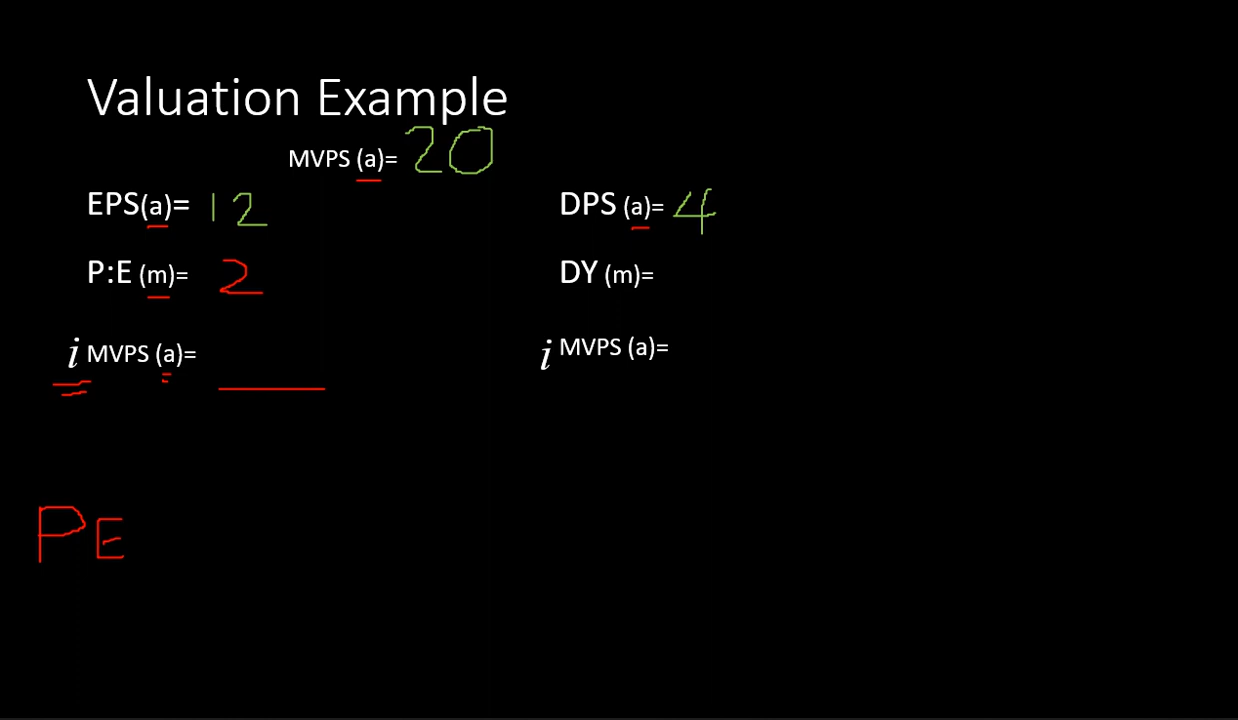 Valuation Example
MVPS (a)= 20
EPS(a)= 12
DPS (a)= 4
P:E (m)= 2
DY (m)=
i MVPS (a)=
i MVPS (a)=
PE